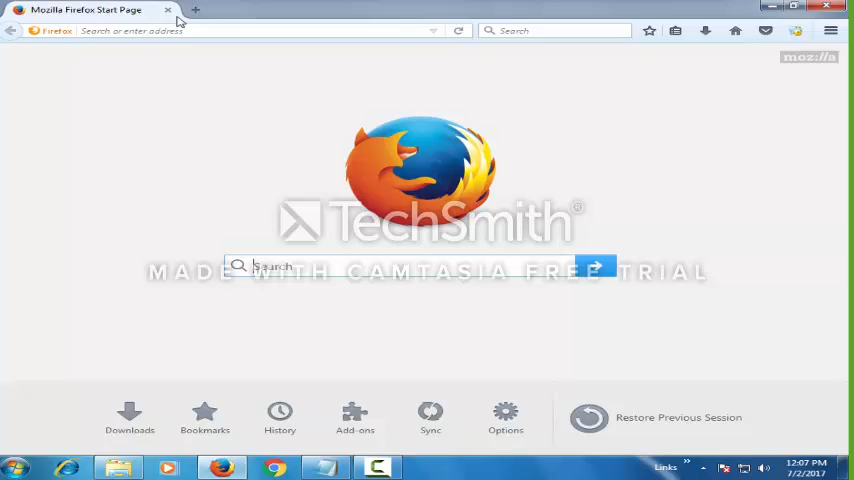 Mozilla Firefox Start Page
Firefox Search or enter address
Search
mozilla
TechSmith®
Search
MADE WITH CAMTASIA FREE TRIAL
Downloads
Bookmarks
History
Add-ons
Sync
Options
Restore Previous Session
Links
12:07 PM
7/2/2017